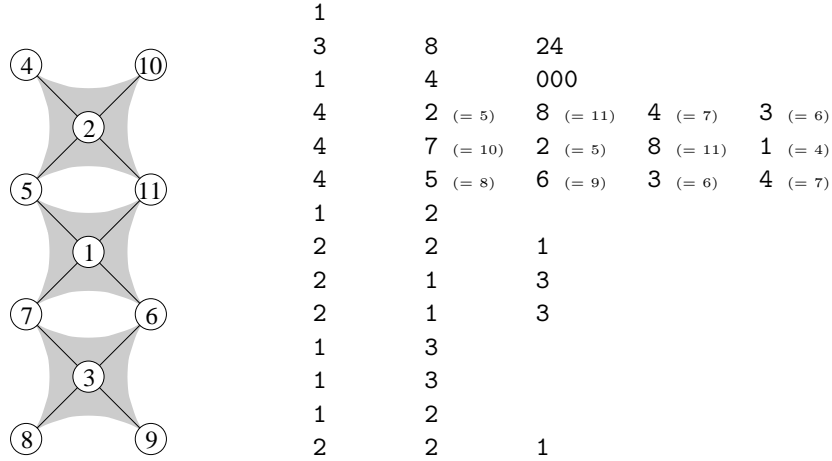 1
3 8 24
4 10 1 4 000
4 2 (= 5) 8 (= 11) 4 (= 7) 3 (= 6)
2
4 7 (= 10) 2 (= 5) 8 (= 11) 1 (= 4)
5 11 4 5 (= 8) 6 (= 9) 3 (= 6) 4 (= 7)
1 2
1 2 2 1
2 1 3
7 6 2 1 3
1 3
3 1 3
1 2
8 9 2 2 1